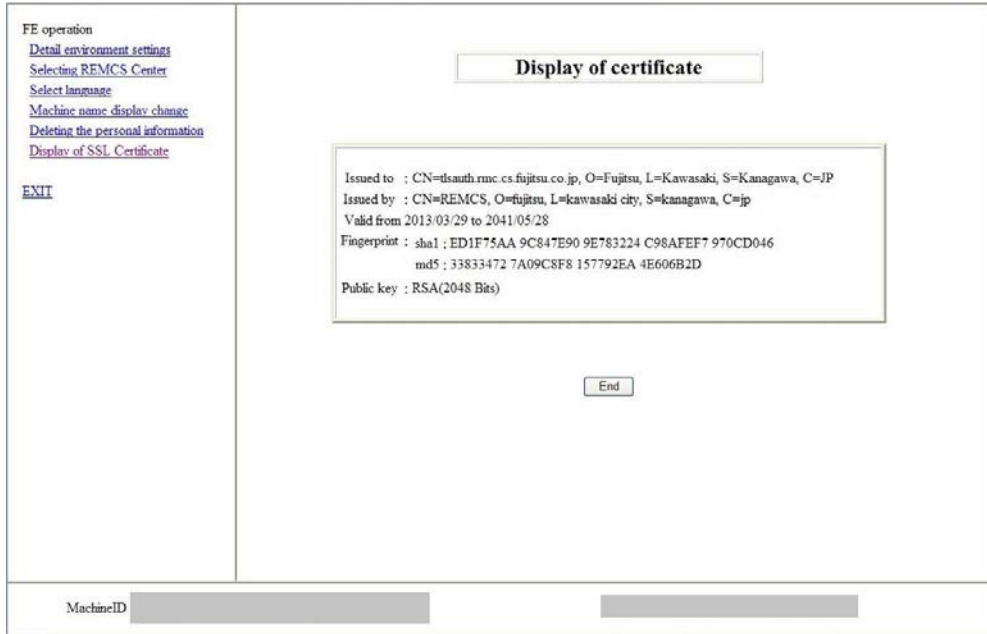 FE operation
Detail environment settings
Selecting REMCS Center
Select language
Machine name display change
Deleting the personal information
Display of SSL Certificate
EXIT
Display of certificate
Issued to : CN=tlsauth.rmc.cs.fujitsu.co.jp, O=Fujitsu, L=Kawasaki, S=Kanagawa, C=JP
Issued by : CN=REMCS, O=fujitsu, L=kawasaki city, S=kanagawa, C=jp
Valid from 2013/03/29 to 2041/05/28
Fingerprint : sha1 : ED1F75AA 9C847E90 9E783224 C98AFEF7 970CD046
md5 : 33833472 7A09C8F8 157792EA 4E606B2D
Public key : RSA(2048 Bits)
End
MachineID